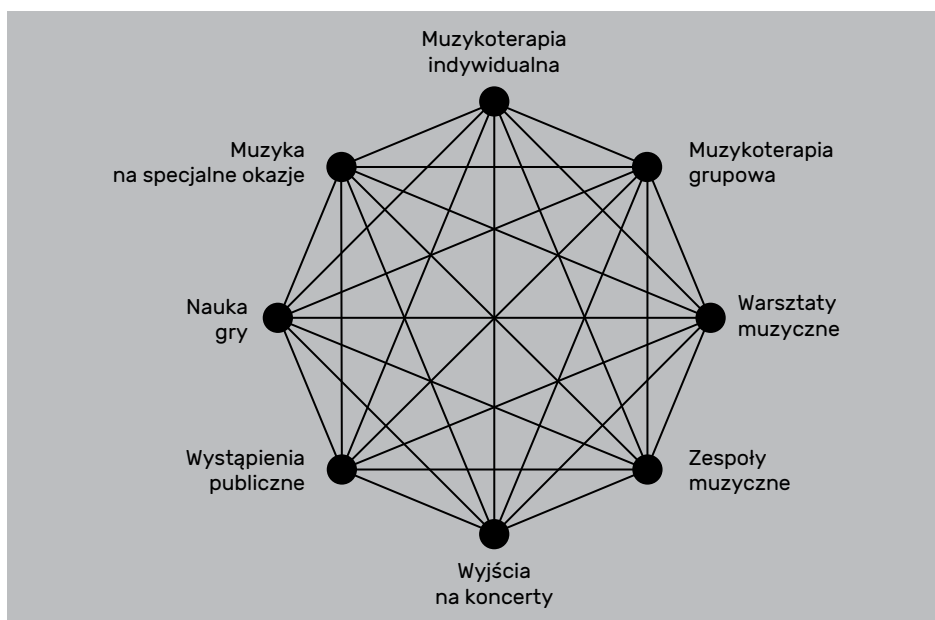 Muzykoterapia
indywidualna
Muzyka
na specjalne okazje
Muzykoterapia
grupowa
Nauka
gry
Warsztaty
muzyczne
Wystąpienia
publiczne
Zespoły
muzyczne
Wyjścia
na koncerty